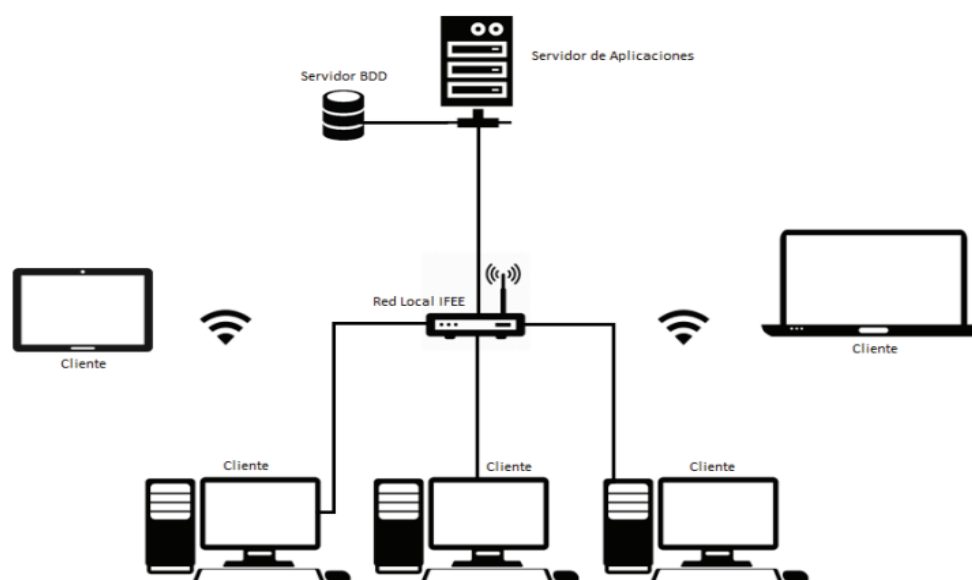 Servidor de Aplicaciones
Servidor BDD
Red Local IFEE
Cliente
Cliente
Cliente
Cliente
Cliente